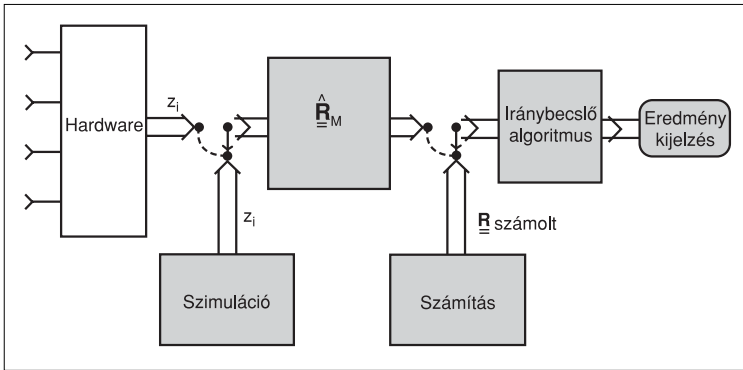 Hardware
z_i
R̂_M
Iránybecslő
algoritmus
Eredmény
kijelzés
z_i
R számolt
Szimuláció
Számítás